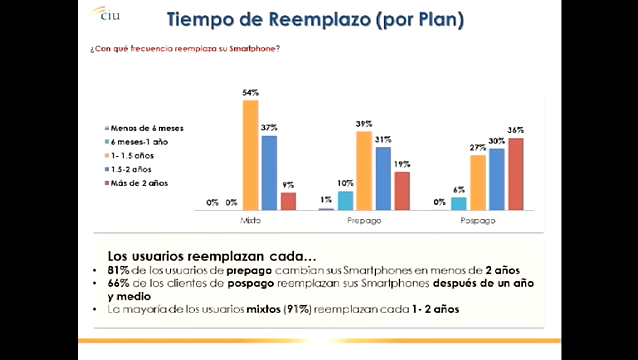 ciu
Tiempo de Reemplazo (por Plan)
¿Con qué frecuencia reemplaza su Smartphone?
Menos de 6 meses
6 meses-1 año
1- 1.5 años
1.5-2 años
Más de 2 años
0% 0% 54% 37% 9%
1% 10% 39% 31% 19%
0% 6% 27% 30% 36%
Mixto Prepago Pospago
Los usuarios reemplazan cada...
• 81% de los usuarios de prepago cambian sus Smartphones en menos de 2 años
• 66% de los clientes de pospago reemplazan sus Smartphones después de un año
y medio
• La mayoría de los usuarios mixtos (91%) reemplazan cada 1- 2 años